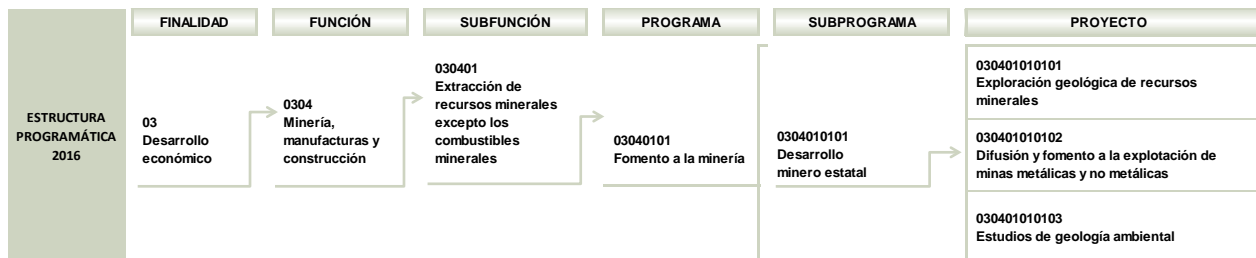 FINALIDAD
FUNCIÓN
SUBFUNCIÓN
PROGRAMA
SUBPROGRAMA
PROYECTO
ESTRUCTURA
PROGRAMÁTICA
2016
03
Desarrollo
económico
0304
Minería,
manufacturas y
construcción
030401
Extracción de
recursos minerales
excepto los
combustibles
minerales
03040101
Fomento a la minería
0304010101
Desarrollo
minero estatal
030401010101
Exploración geológica de recursos
minerales
030401010102
Difusión y fomento a la explotación de
minas metálicas y no metálicas
030401010103
Estudios de geología ambiental